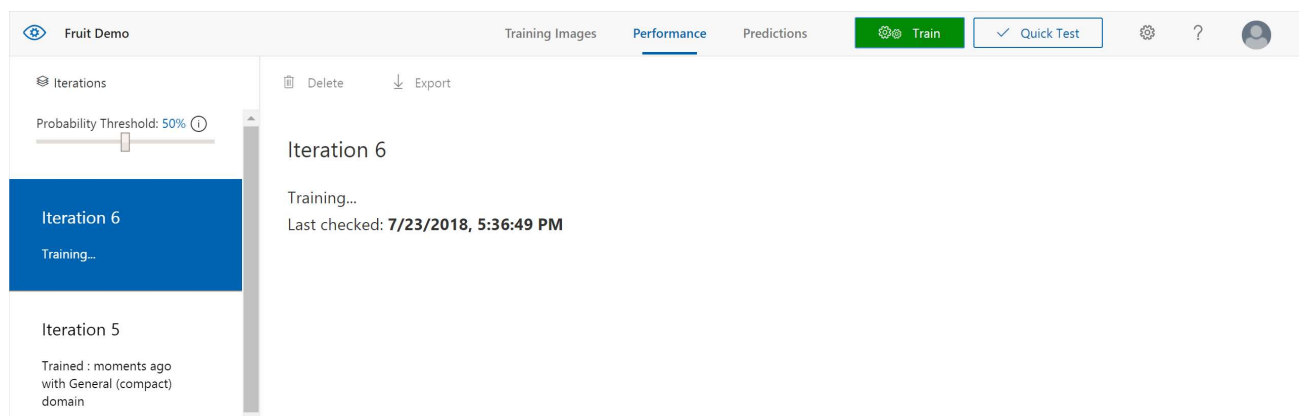 Fruit Demo
Training Images
Performance
Predictions
Train
Quick Test
?
Iterations
Probability Threshold: 50%
Delete
Export
Iteration 6
Training...
Iteration 5
Trained : moments ago
with General (compact)
domain
Iteration 6
Training...
Last checked: 7/23/2018, 5:36:49 PM